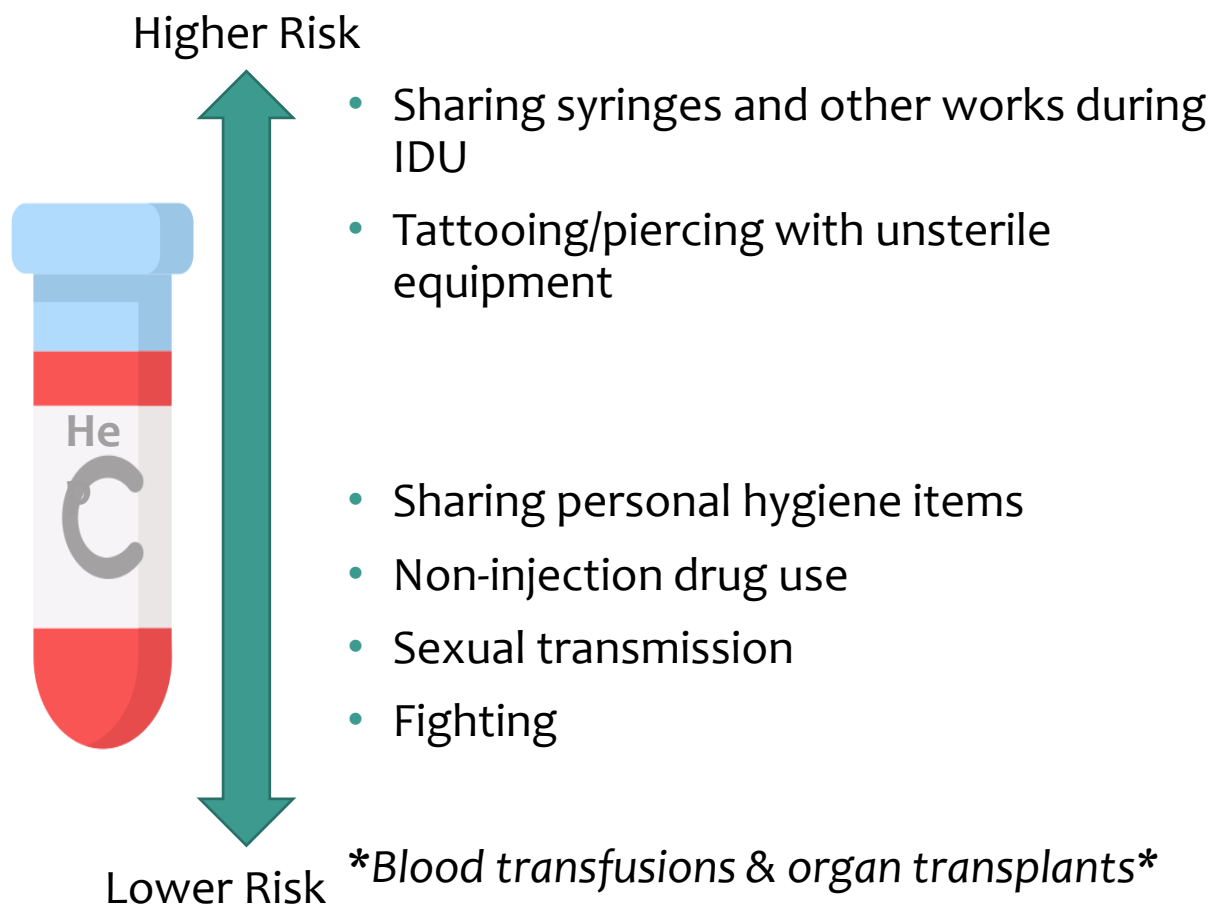 Higher Risk
• Sharing syringes and other works during
IDU
• Tattooing/piercing with unsterile
equipment
He
p
C
• Sharing personal hygiene items
• Non-injection drug use
• Sexual transmission
• Fighting
*Blood transfusions & organ transplants*
Lower Risk